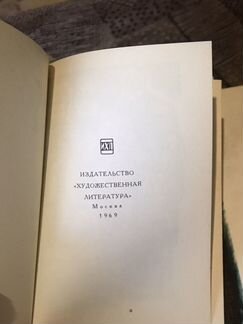 ИЗДАТЕЛЬСТВО
«ХУДОЖЕСТВЕННАЯ
ЛИТЕРАТУРА»
Москва
1969